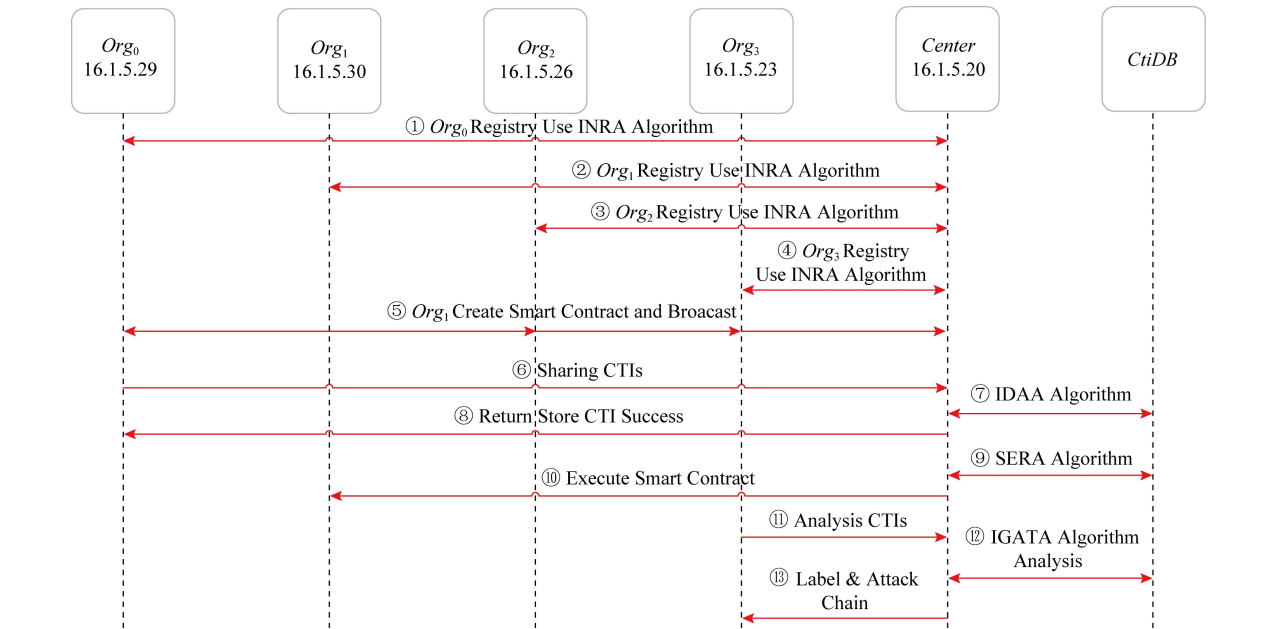 Org₀
16.1.5.29
Org₁
16.1.5.30
Org₂
16.1.5.26
Org₃
16.1.5.23
Center
16.1.5.20
CtiDB
① Org₀ Registry Use INRA Algorithm
② Org₁ Registry Use INRA Algorithm
③ Org₂ Registry Use INRA Algorithm
④ Org₃ Registry
Use INRA Algorithm
⑤ Org₁ Create Smart Contract and Broacast
⑥ Sharing CTIs
⑦ IDAA Algorithm
⑧ Return Store CTI Success
⑨ SERA Algorithm
⑩ Execute Smart Contract
⑪ Analysis CTIs
⑫ IGATA Algorithm
Analysis
⑬ Label & Attack
Chain